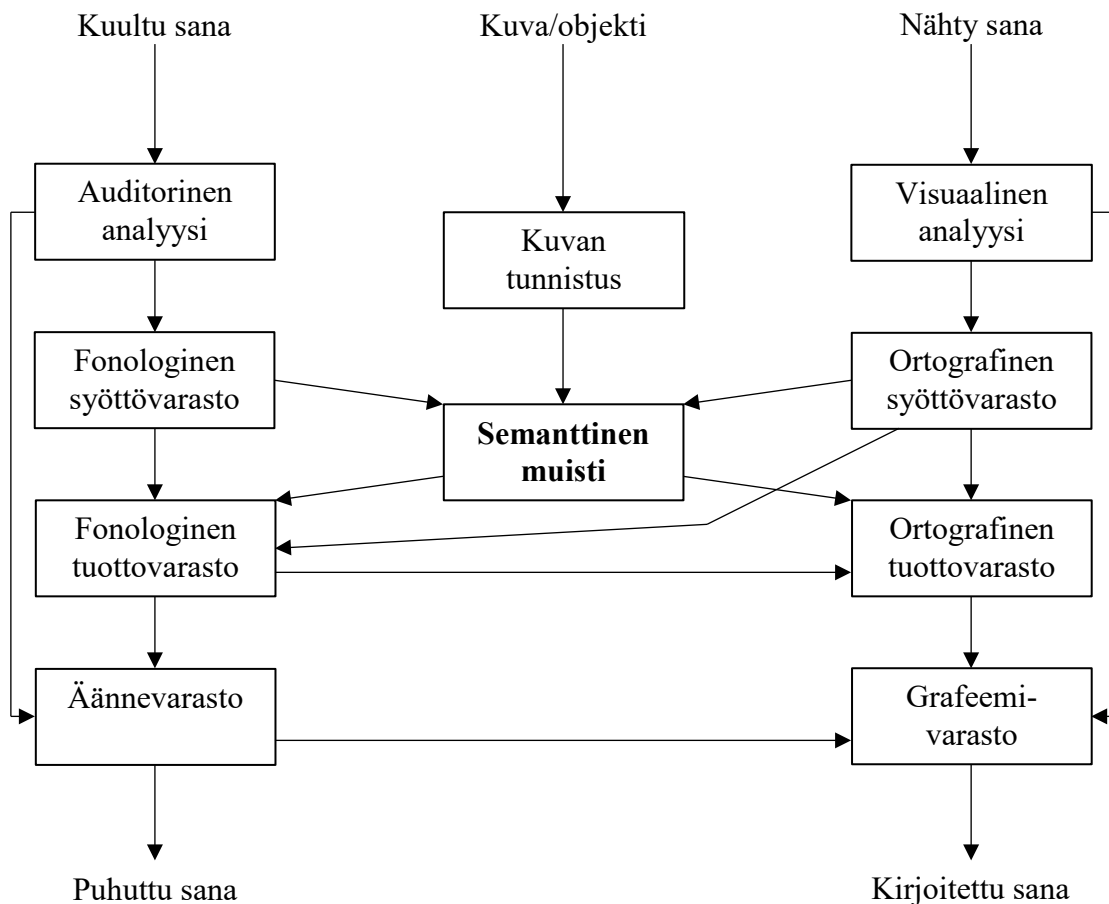 Kuultu sana
Kuva/objekti
Nähty sana
Auditorinen
analyysi
Visuaalinen
analyysi
Kuvan
tunnistus
Fonologinen
syöttövarasto
Ortografinen
syöttövarasto
Semanttinen
muisti
Fonologinen
tuottovarasto
Ortografinen
tuottovarasto
Äännevarasto
Grafeemi-
varasto
Puhuttu sana
Kirjoitettu sana